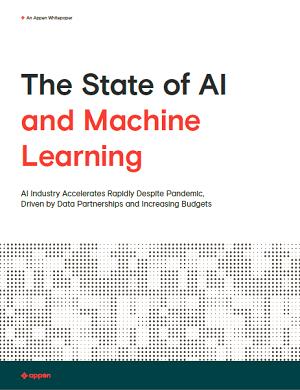 An Appen Whitepaper
The State of AI
and Machine
Learning
AI Industry Accelerates Rapidly Despite Pandemic,
Driven by Data Partnerships and Increasing Budgets
appen